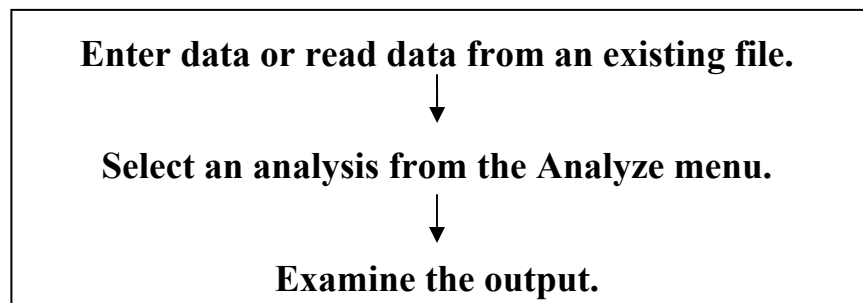 Enter data or read data from an existing file.
Select an analysis from the Analyze menu.
Examine the output.